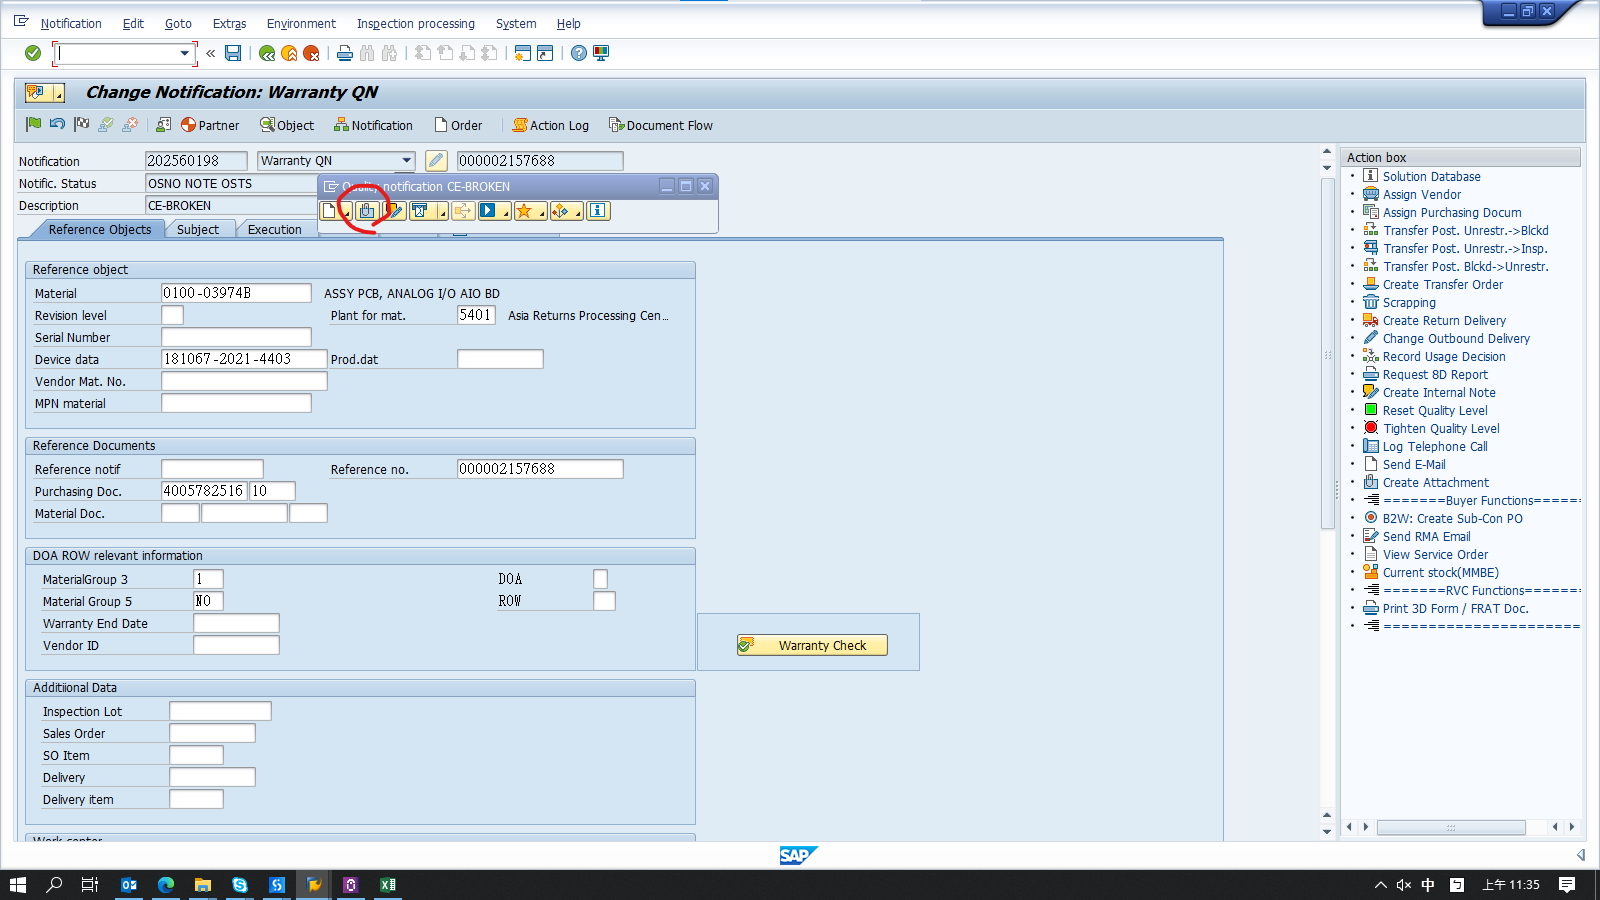 Notification Edit Goto Extras Environment Inspection processing System Help
Change Notification: Warranty QN
Partner Object Notification Order Action Log Document Flow
Notification 202560198 Warranty QN 000002157688
Notific. Status OSNO NOTE OSTS
Description CE-BROKEN
Quality notification CE-BROKEN
Reference Objects Subject Execution
Reference object
Material 0100-03974B ASSY PCB, ANALOG I/O AIO BD
Revision level Plant for mat. 5401 Asia Returns Processing Cen...
Serial Number
Device data 181067-2021-4403 Prod.dat
Vendor Mat. No.
MPN material
Reference Documents
Reference notif Reference no. 000002157688
Purchasing Doc. 4005782516 10
Material Doc.
DOA ROW relevant information
MaterialGroup 3 1 DOA
Material Group 5 NO ROW
Warranty End Date
Vendor ID
Warranty Check
Additiional Data
Inspection Lot
Sales Order
SO Item
Delivery
Delivery item
Work center
Action box
Solution Database
Assign Vendor
Assign Purchasing Docum
Transfer Post. Unrestr.->Blckd
Transfer Post. Unrestr.->Insp.
Transfer Post. Blckd->Unrestr.
Create Transfer Order
Scrapping
Create Return Delivery
Change Outbound Delivery
Record Usage Decision
Request 8D Report
Create Internal Note
Reset Quality Level
Tighten Quality Level
Log Telephone Call
Send E-Mail
Create Attachment
=======Buyer Functions=====
B2W: Create Sub-Con PO
Send RMA Email
View Service Order
Current stock(MMBE)
=======RVC Functions======
Print 3D Form / FRAT Doc.
======================
SAP
中 上午 11:35